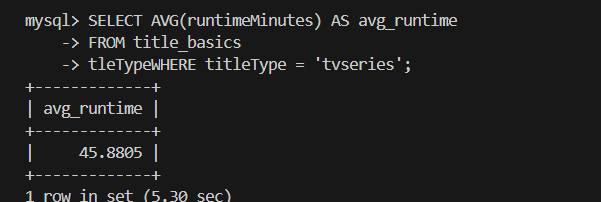 mysql> SELECT AVG(runtimeMinutes) AS avg_runtime
    -> FROM title_basics
    -> tleTypeWHERE titleType = 'tvseries';
+-------------+
| avg_runtime |
+-------------+
|     45.8805 |
+-------------+
1 row in set (5.30 sec)